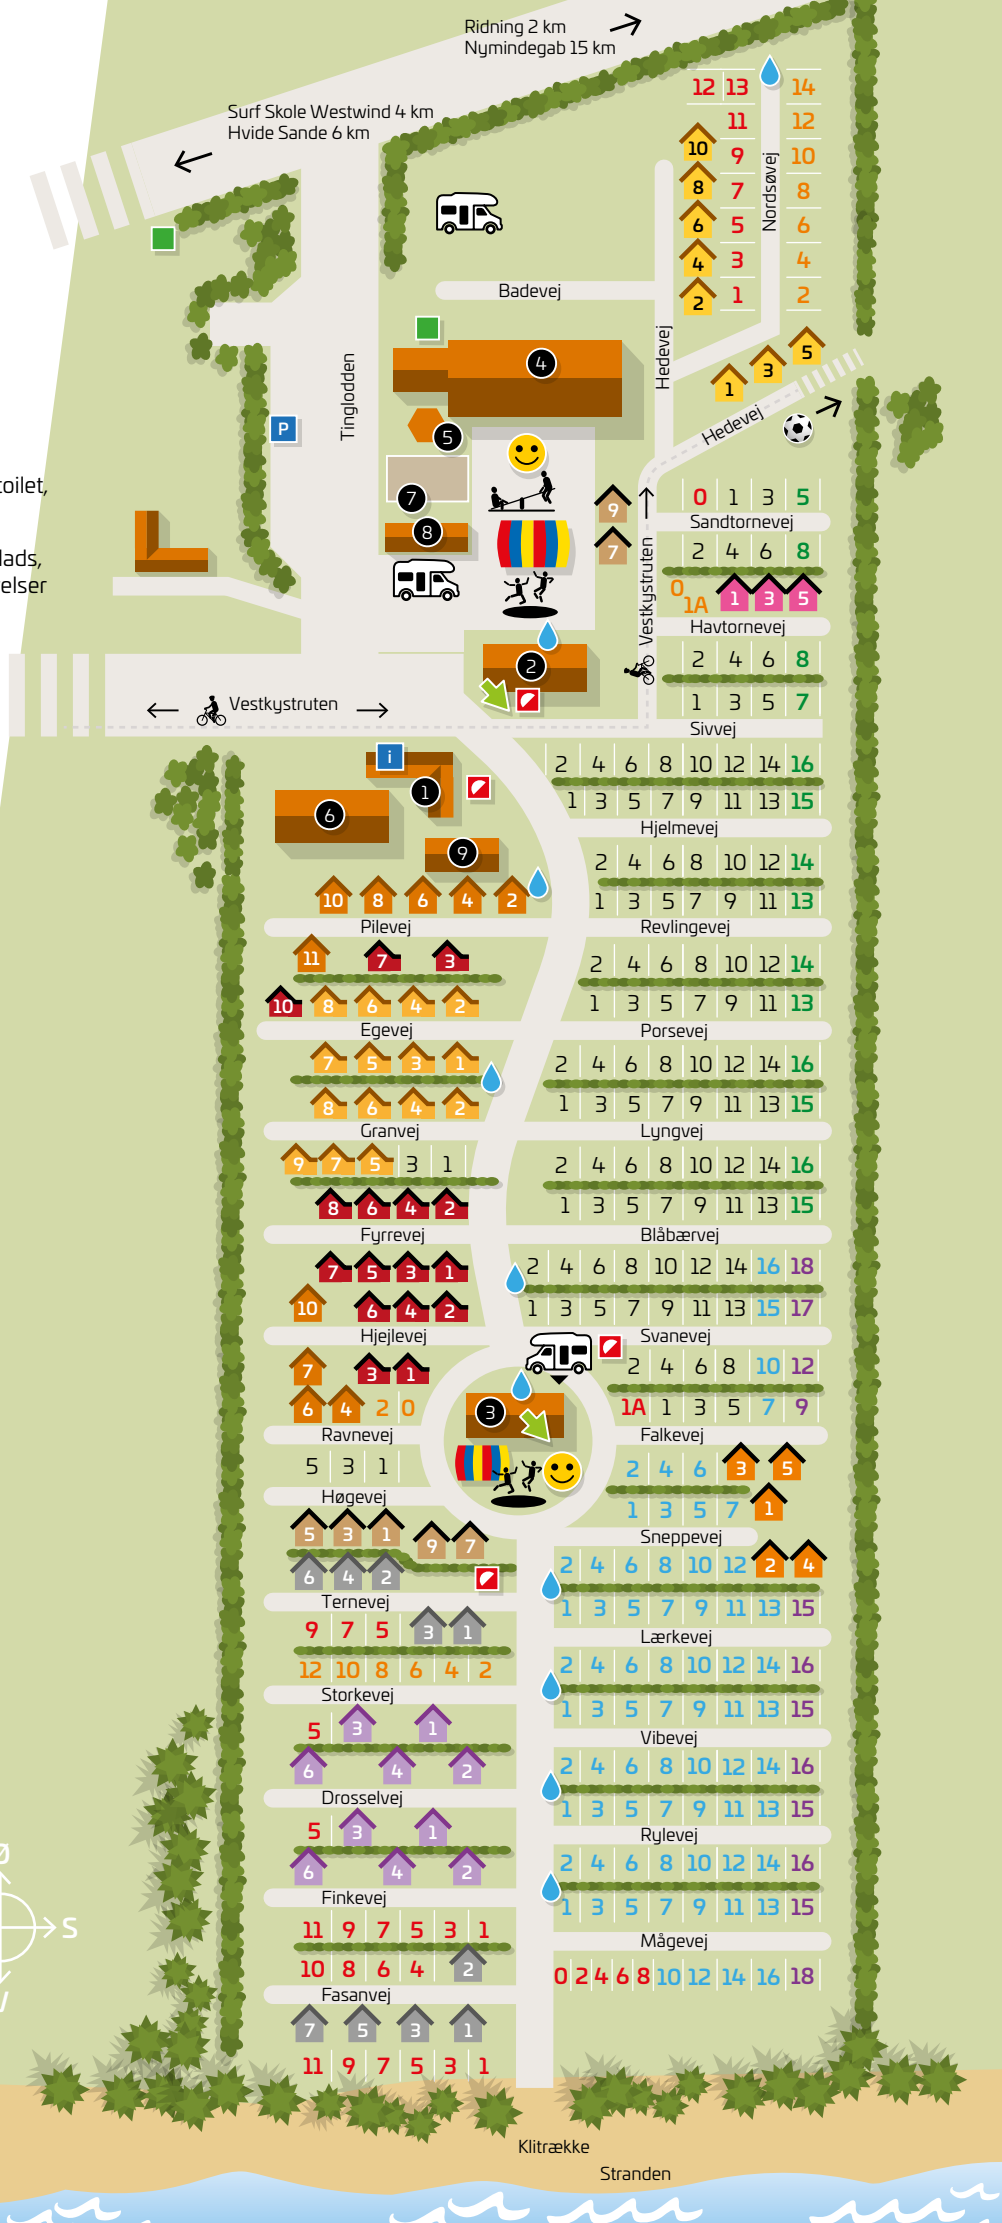 Ridning 2 km
Nymindegab 15 km
Surf Skole Westwind 4 km
Hvide Sande 6 km
12 13 14
11 12
10 9 10
8 7 8
Nordsøvej
6 5 6
4 3 4
2 1 2
Badevej
Hedevej
Tinglodden
4
5
3
1
Hedevej
P
5
7
8
toilet,
lads,
elser
9
7
0 1 3 5
Sandtornevej
2 4 6 8
0 1A 1 3 5
Havtornevej
Vestkystruten
2 4 6 8
1 3 5 7
Sivvej
2
Vestkystruten
i
1
6
9
2 4 6 8 10 12 14 16
1 3 5 7 9 11 13 15
Hjelmevej
2 4 6 8 10 12 14
1 3 5 7 9 11 13
10 8 6 4 2
Pilevej
Revlingevej
11 7 3
2 4 6 8 10 12 14
10 8 6 4 2
1 3 5 7 9 11 13
Egevej
Porsevej
7 5 3 1
2 4 6 8 10 12 14 16
8 6 4 2
1 3 5 7 9 11 13 15
Granvej
Lyngvej
9 7 5 3 1
2 4 6 8 10 12 14 16
8 6 4 2
1 3 5 7 9 11 13 15
Fyrrevej
Blåbærvej
7 5 3 1
2 4 6 8 10 12 14 16 18
10 6 4 2
1 3 5 7 9 11 13 15 17
Hjejlevej
Svanevej
7 3 1
2 4 6 8 10 12
6 4 2 0
3
1A 1 3 5 7 9
Ravnevej
Falkevej
5 3 1
2 4 6 3 5
Høgevej
1 3 5 7 1
5 3 1 9 7
Sneppevej
6 4 2
2 4 6 8 10 12 2 4
Ternevej
1 3 5 7 9 11 13 15
9 7 5 3 1
Lærkevej
12 10 8 6 4 2
2 4 6 8 10 12 14 16
Storkevej
1 3 5 7 9 11 13 15
5 3 1
Vibevej
6 4 2
2 4 6 8 10 12 14 16
Drosselvej
1 3 5 7 9 11 13 15
5 3 1
Rylevej
6 4 2
2 4 6 8 10 12 14 16
Finkevej
1 3 5 7 9 11 13 15
11 9 7 5 3 1
Mågevej
10 8 6 4 2
0 2 4 6 8 10 12 14 16 18
Fasanvej
7 5 3 1
11 9 7 5 3 1
Ø
S
Klitrække
Stranden